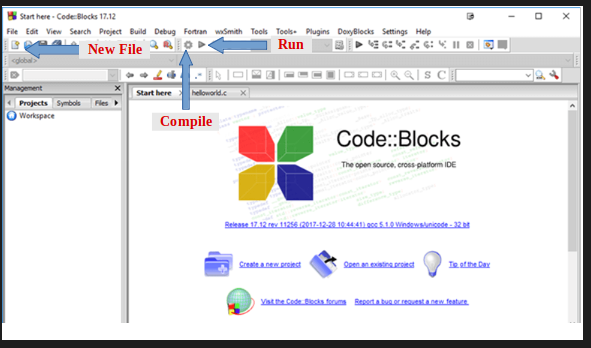 Start here - Code::Blocks 17.12
File Edit View Search Project Build Debug Fortran wxSmith Tools Tools+ Plugins DoxyBlocks Settings Help
New File
Run
<global>
Management
Projects Symbols Files
Workspace
Start here helloworld.c
Compile
Code::Blocks
The open source, cross-platform IDE
Release 17.12 rev 11256 (2017-12-28 10:44:41) gcc 5.1.0 Windows/unicode - 32 bit
Create a new project Open an existing project Tip of the Day
Visit the Code::Blocks forums Report a bug or request a new feature